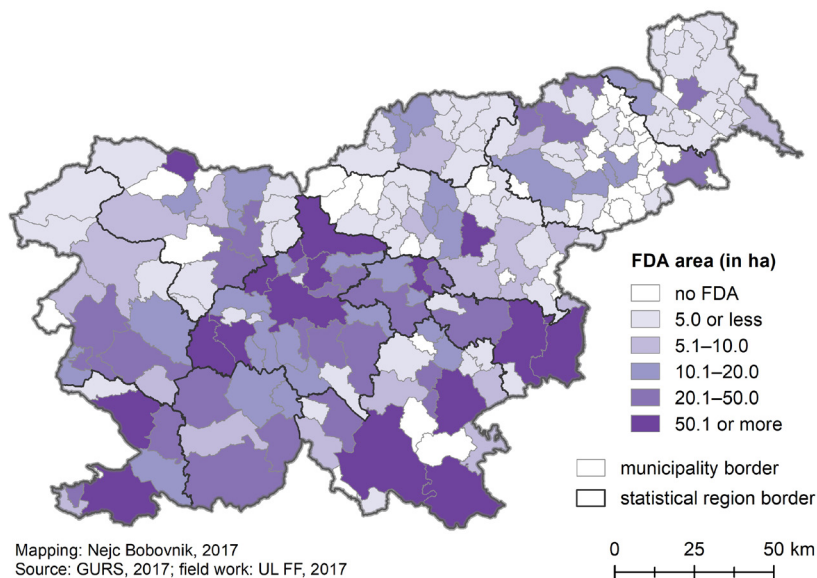 FDA area (in ha)
no FDA
5.0 or less
5.1–10.0
10.1–20.0
20.1–50.0
50.1 or more
municipality border
statistical region border
Mapping: Nejc Bobovnik, 2017
Source: GURS, 2017; field work: UL FF, 2017
0 25 50 km